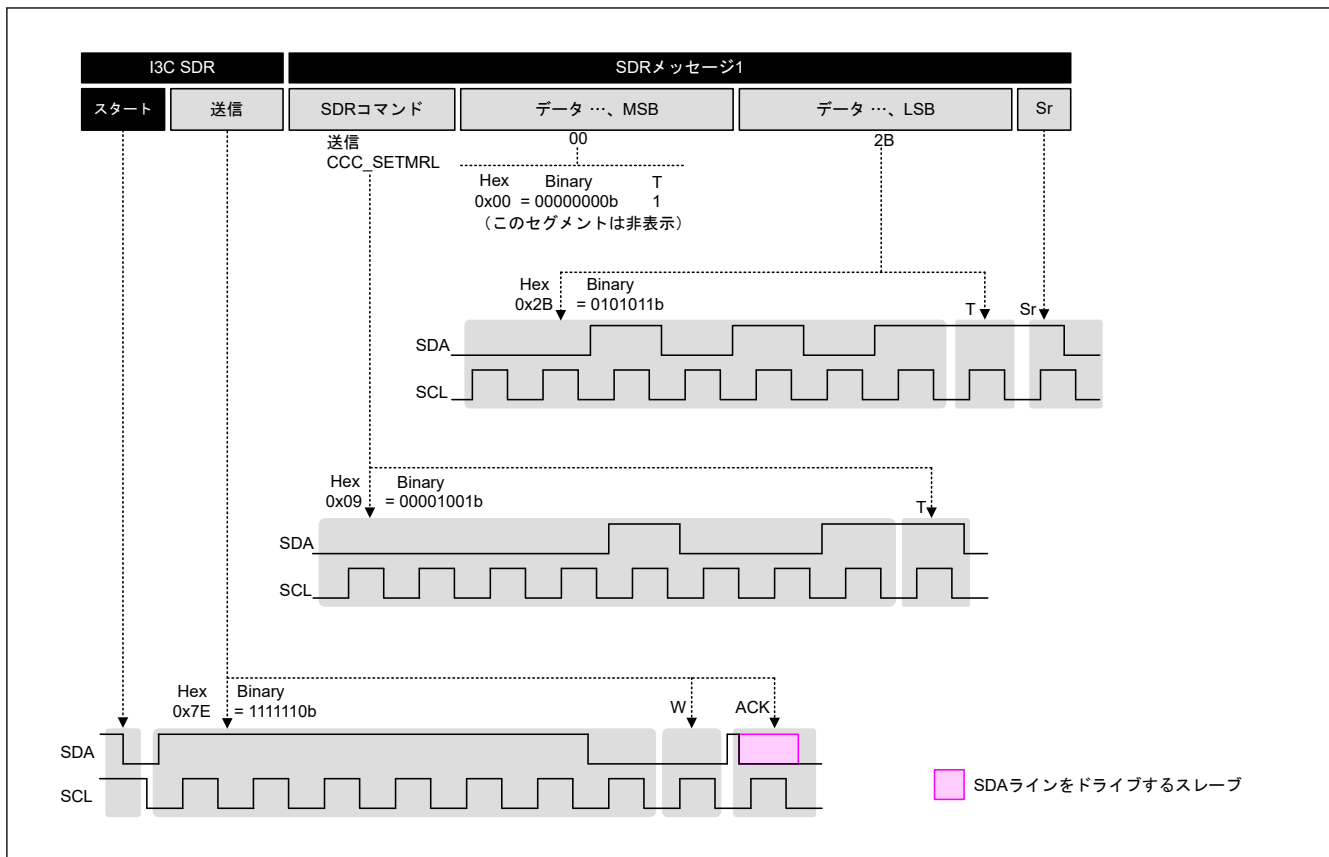 I3C SDR SDRメッセージ1
スタート 送信 SDRコマンド データ …、MSB データ …、LSB Sr
送信 00 2B
CCC_SETMRL
Hex Binary T
0x00 = 00000000b 1
（このセグメントは非表示）
Hex Binary
0x2B = 0101011b T Sr
SDA
SCL
Hex Binary
0x09 = 00001001b T
SDA
SCL
Hex Binary
0x7E = 1111110b W ACK
SDA
SCL
SDAラインをドライブするスレーブ